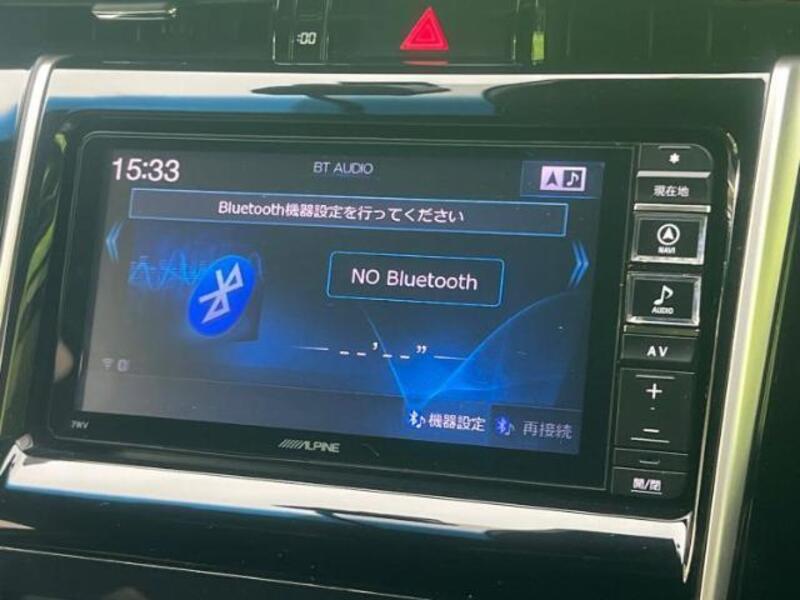 :00
15:33
BT AUDIO
Bluetooth機器設定を行ってください
NO Bluetooth
--'--"
機器設定
再接続
7WV
ALPINE
*
現在地
NAVI
AUDIO
AV
+
-
開/閉